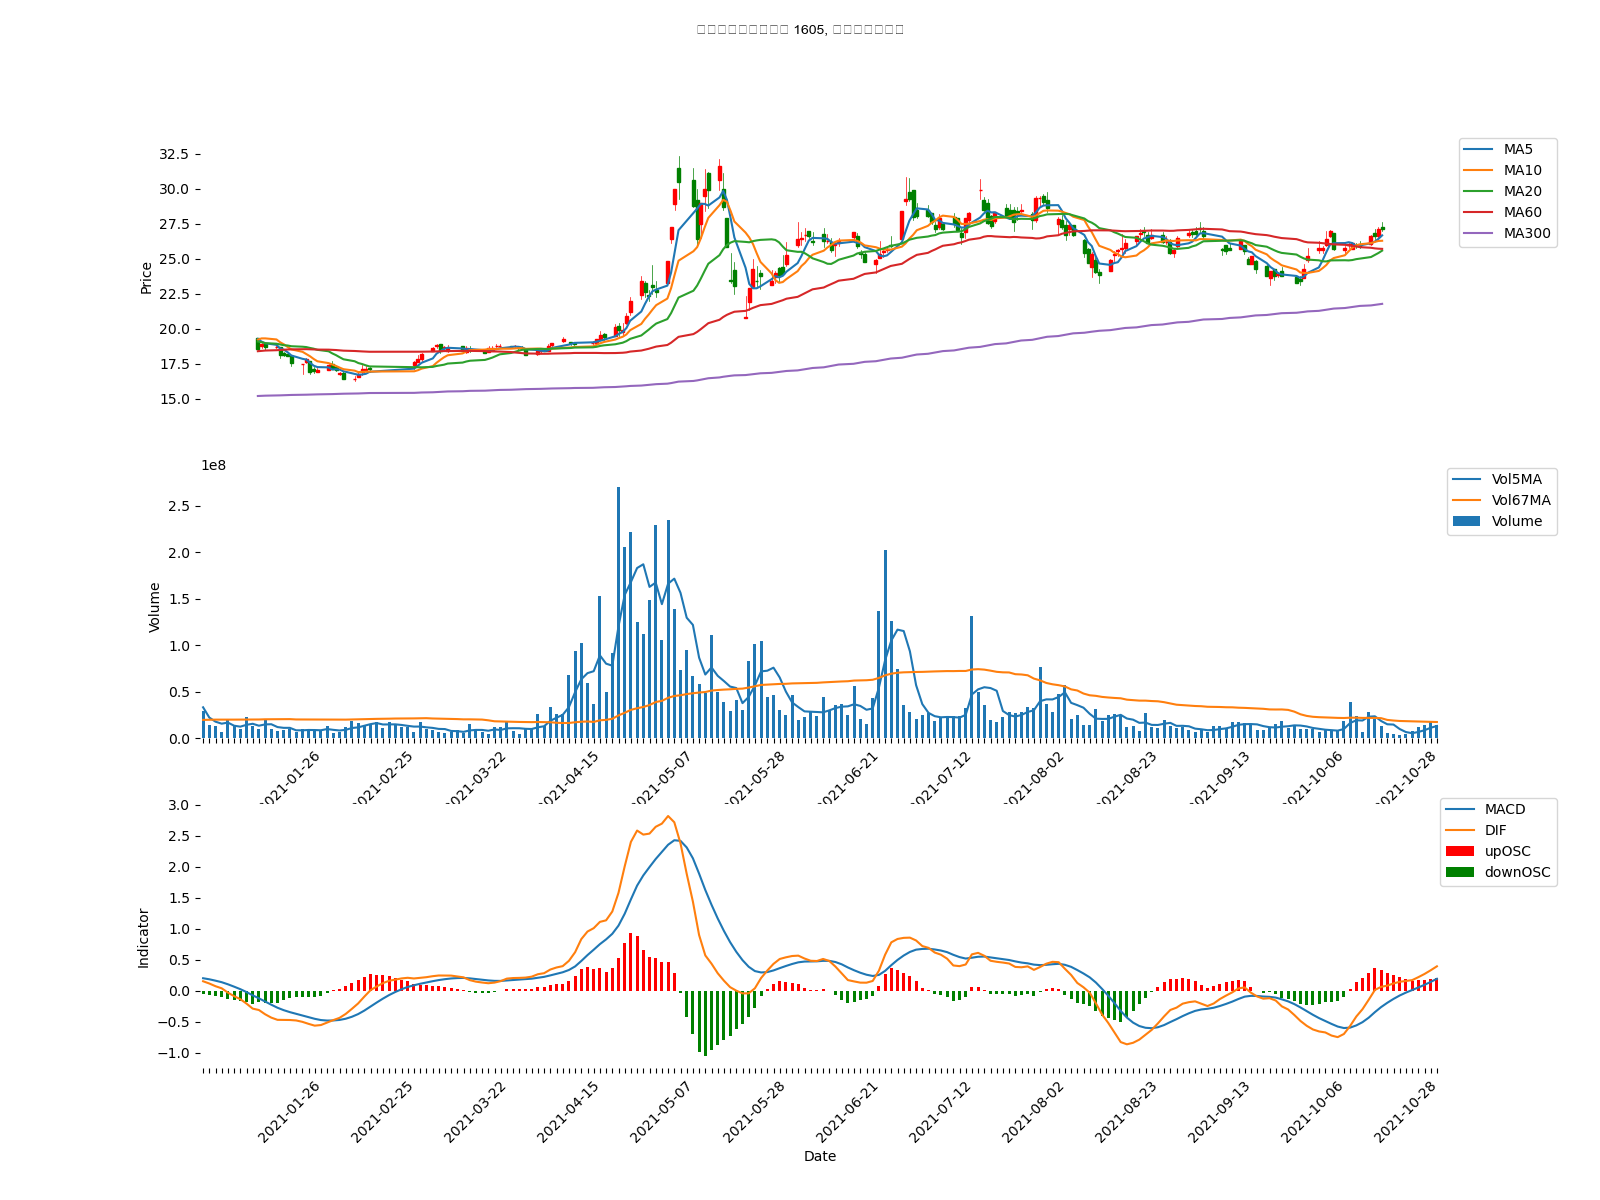 1605,
32.5
30.0
27.5
25.0
22.5
20.0
17.5
15.0
Price
MA5
MA10
MA20
MA60
MA300
1e8
2.5
2.0
1.5
1.0
0.5
0.0
Volume
Vol5MA
Vol67MA
Volume
2021-01-26
2021-02-25
2021-03-22
2021-04-15
2021-05-07
2021-05-28
2021-06-21
2021-07-12
2021-08-02
2021-08-23
2021-09-13
2021-10-06
2021-10-28
3.0
2.5
2.0
1.5
1.0
0.5
0.0
−0.5
−1.0
Indicator
MACD
DIF
upOSC
downOSC
2021-01-26
2021-02-25
2021-03-22
2021-04-15
2021-05-07
2021-05-28
2021-06-21
2021-07-12
2021-08-02
2021-08-23
2021-09-13
2021-10-06
2021-10-28
Date